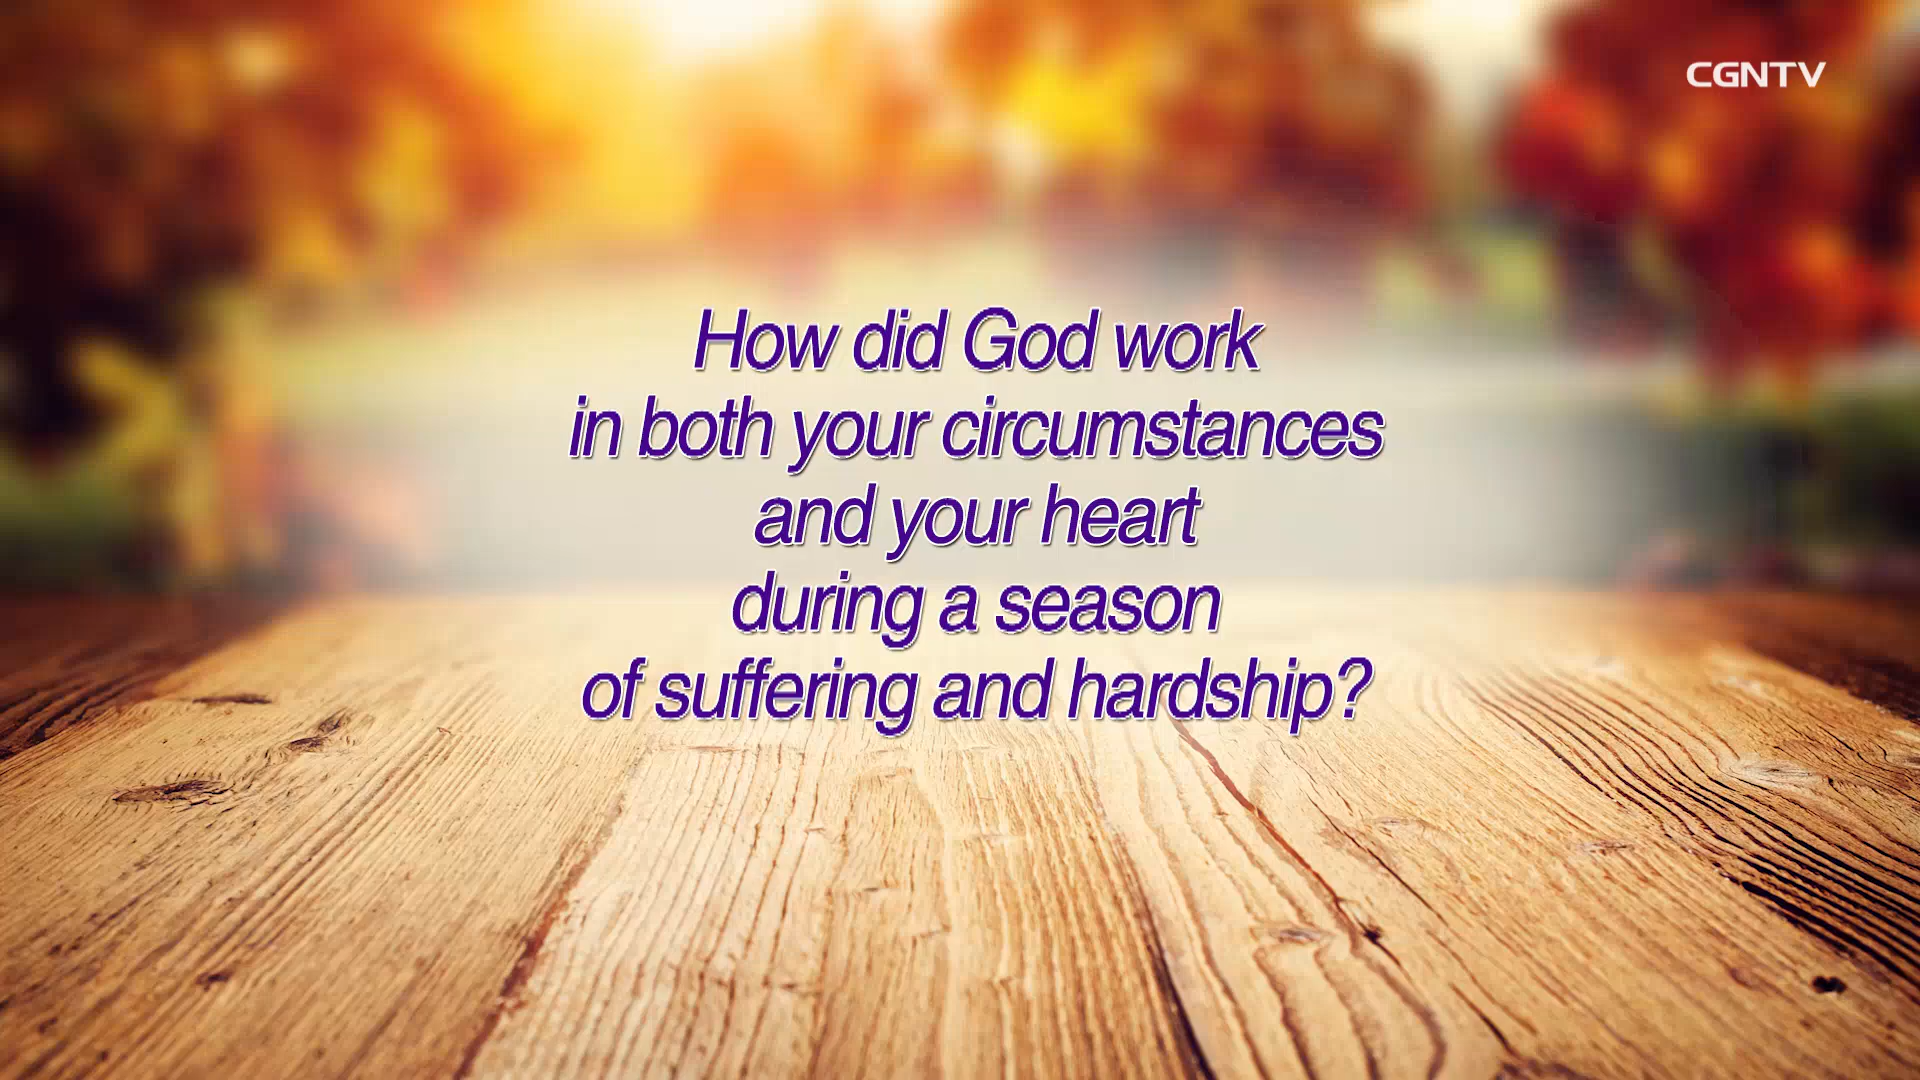 CGNTV
How did God work
in both your circumstances
and your heart
during a season
of suffering and hardship?